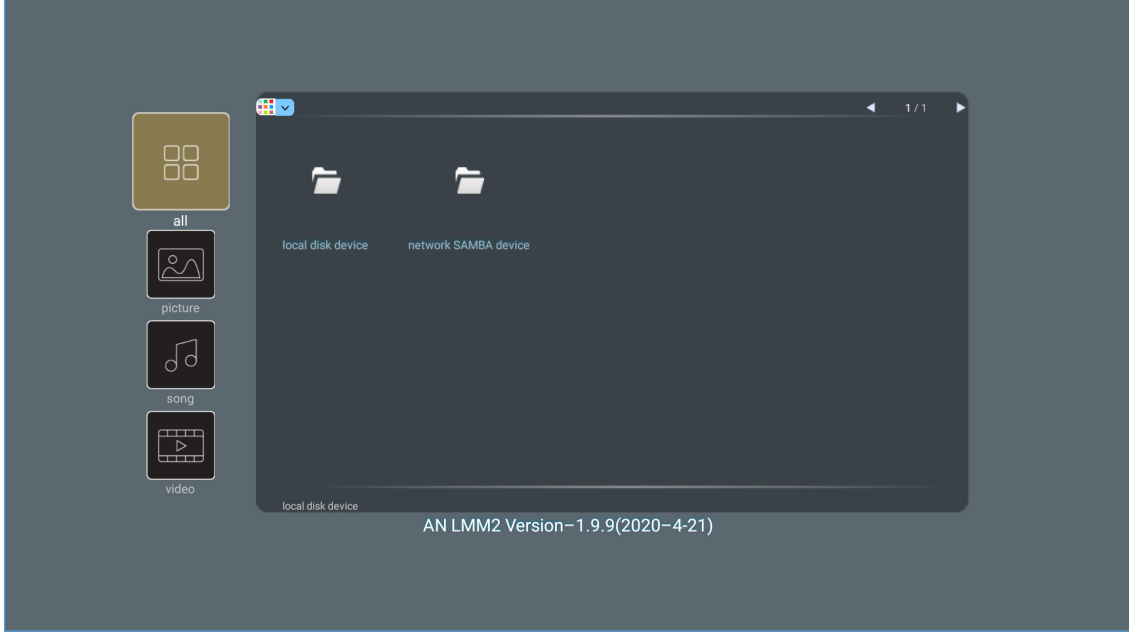 1 / 1
all
local disk device
network SAMBA device
picture
song
video
local disk device
AN LMM2 Version–1.9.9(2020–4-21)